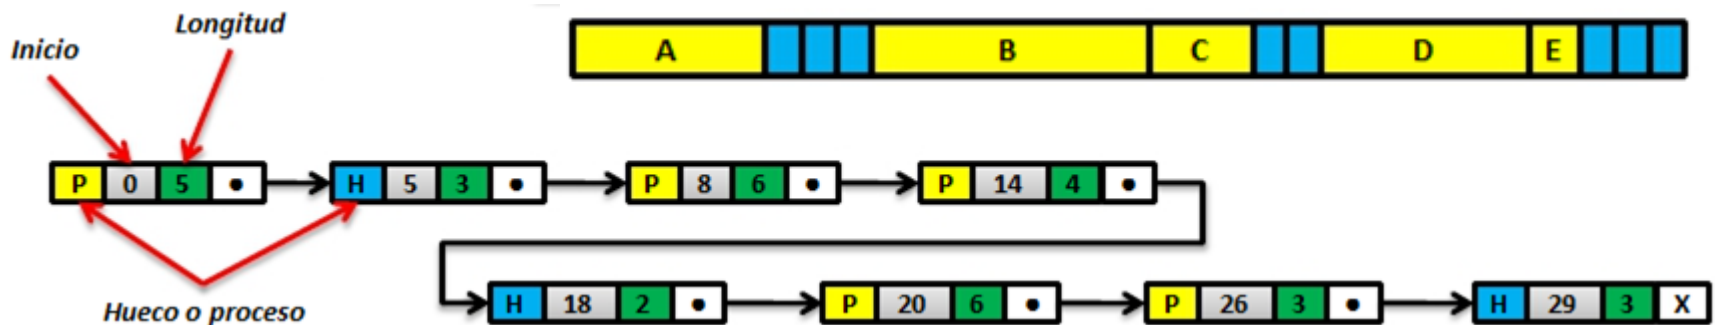 Longitud
Inicio
A B C D E
P 0 5 • H 5 3 • P 8 6 • P 14 4 •
H 18 2 • P 20 6 • P 26 3 • H 29 3 X
Hueco o proceso